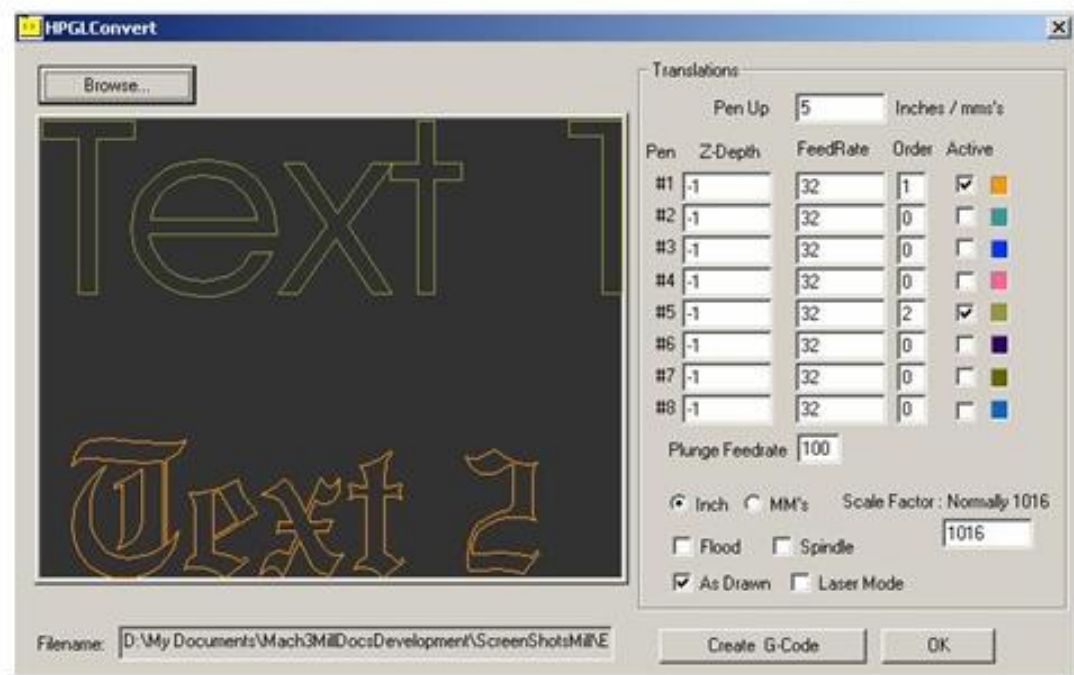 HPGLConvert
Browse...
Text 1
Text 2
Filename: D:\My Documents\Mach3MillDocsDevelopment\ScreenShotsMill\E
Translations
Pen Up 5 Inches / mms's
Pen Z-Depth FeedRate Order Active
#1 -1 32 1
#2 -1 32 0
#3 -1 32 0
#4 -1 32 0
#5 -1 32 2
#6 -1 32 0
#7 -1 32 0
#8 -1 32 0
Plunge Feedrate 100
Inch MM's Scale Factor : Normally 1016
1016
Flood Spindle
As Drawn Laser Mode
Create G-Code OK